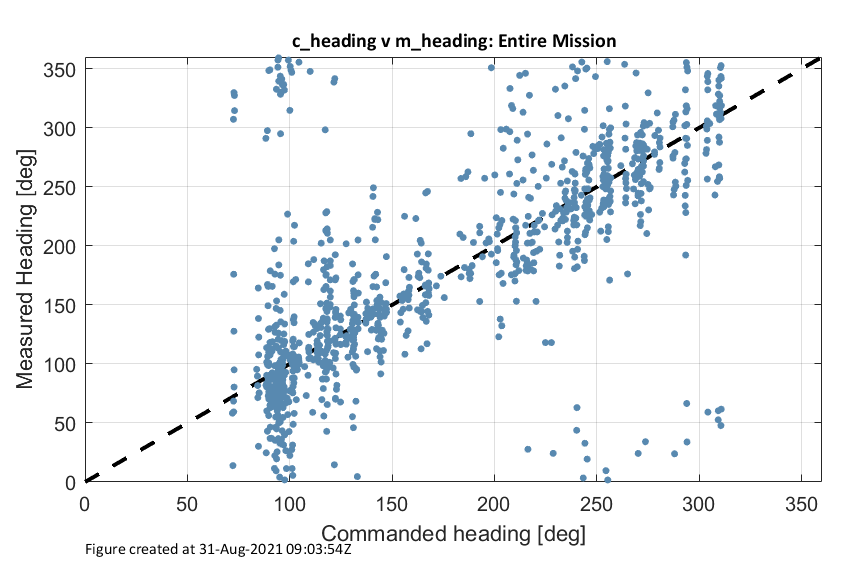 c_heading v m_heading: Entire Mission
Measured Heading [deg]
350
300
250
200
150
100
50
0
0 50 100 150 200 250 300 350
Commanded heading [deg]
Figure created at 31-Aug-2021 09:03:54Z